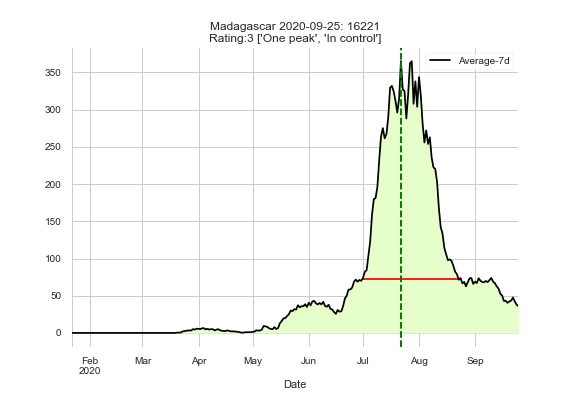 Madagascar 2020-09-25: 16221
Rating:3 ['One peak', 'In control']
Average-7d
350
300
250
200
150
100
50
0
Feb Mar Apr May Jun Jul Aug Sep
2020
Date